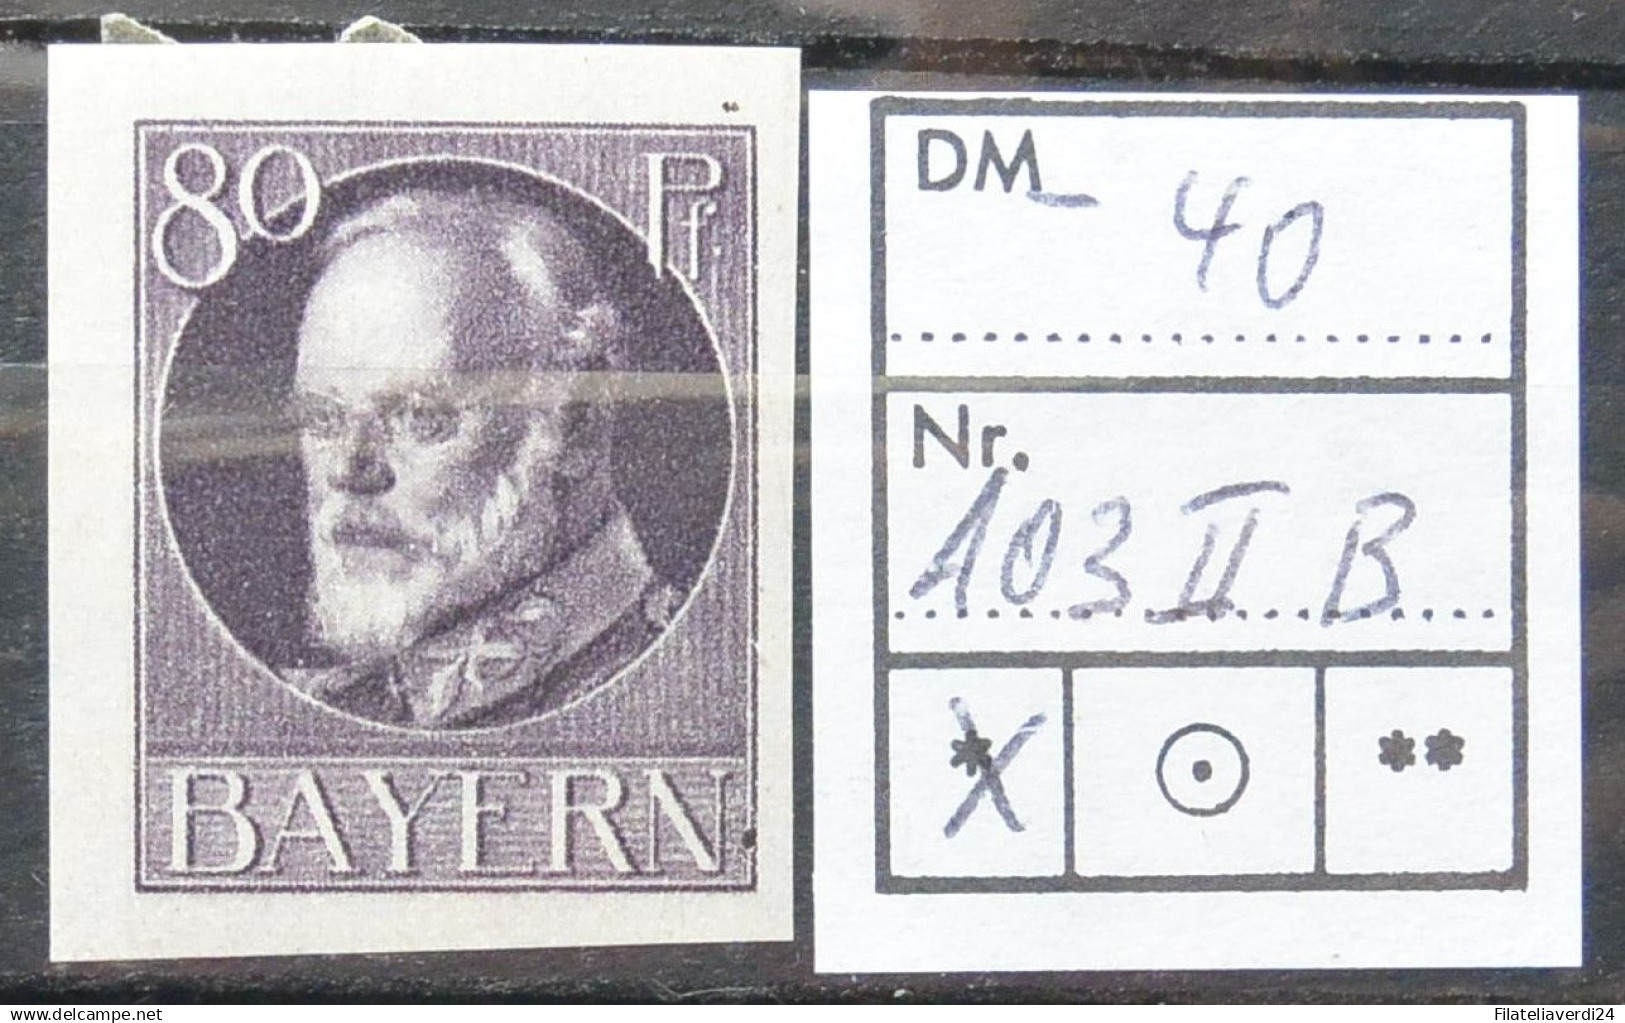 80 Pf.
BAYERN
DM 40
Nr.
103 II B
* ⊙ **
www.delcampe.net
Filateliaverdi24